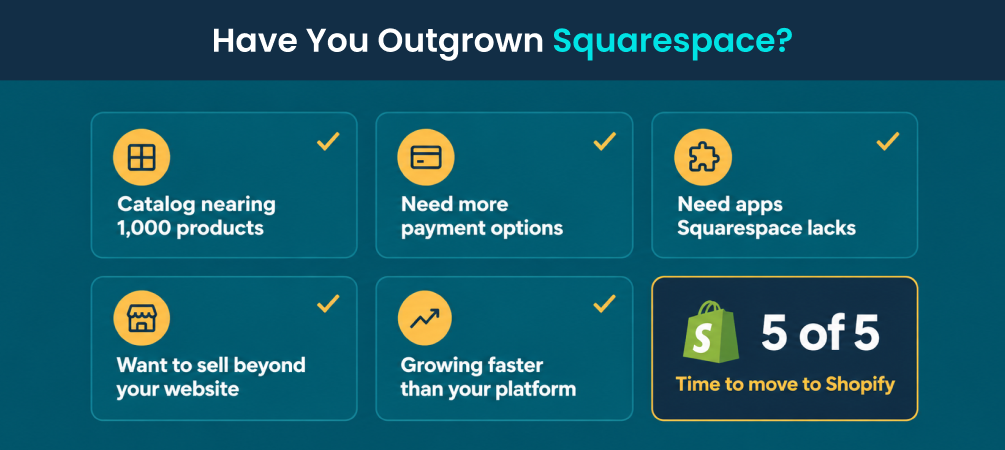 Have You Outgrown Squarespace?
Catalog nearing
1,000 products
Need more
payment options
Need apps
Squarespace lacks
Want to sell beyond
your website
Growing faster
than your platform
S
5 of 5
Time to move to Shopify